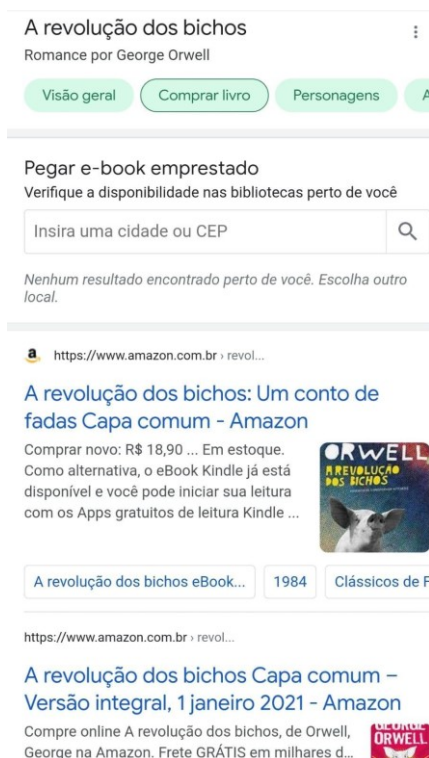 A revolução dos bichos
Romance por George Orwell
Visão geral
Comprar livro
Personagens
A
Pegar e-book emprestado
Verifique a disponibilidade nas bibliotecas perto de você
Insira uma cidade ou CEP
Nenhum resultado encontrado perto de você. Escolha outro
local.
a https://www.amazon.com.br › revol...
A revolução dos bichos: Um conto de
fadas Capa comum - Amazon
Comprar novo: R$ 18,90 ... Em estoque.
Como alternativa, o eBook Kindle já está
disponível e você pode iniciar sua leitura
com os Apps gratuitos de leitura Kindle ...
ORWELL
A REVOLUÇÃO
DOS BICHOS
A revolução dos bichos eBook...
1984
Clássicos de F
https://www.amazon.com.br › revol...
A revolução dos bichos Capa comum –
Versão integral, 1 janeiro 2021 - Amazon
Compre online A revolução dos bichos, de Orwell,
George na Amazon. Frete GRÁTIS em milhares d...
GEORGE
ORWELL